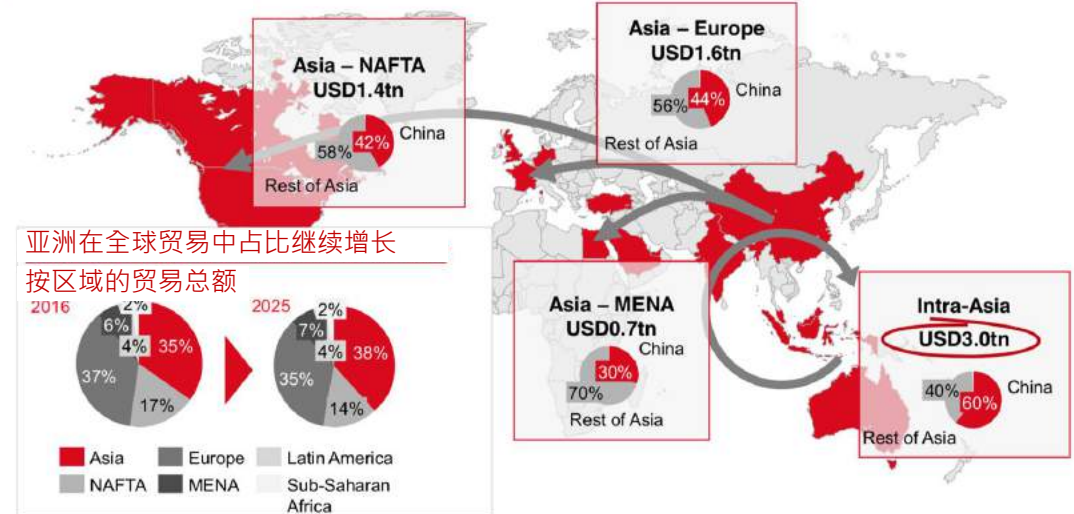 Asia – NAFTA
USD1.4tn
42%
China
58%
Rest of Asia
Asia – Europe
USD1.6tn
56%
44%
China
Rest of Asia
亚洲在全球贸易中占比继续增长
按区域的贸易总额
2016
2%
6%
4%
35%
37%
17%
2025
2%
7%
4%
38%
35%
14%
Asia
Europe
Latin America
NAFTA
MENA
Sub-Saharan
Africa
Asia – MENA
USD0.7tn
China
30%
70%
Rest of Asia
Intra-Asia
USD3.0tn
40%
China
60%
Rest of Asia